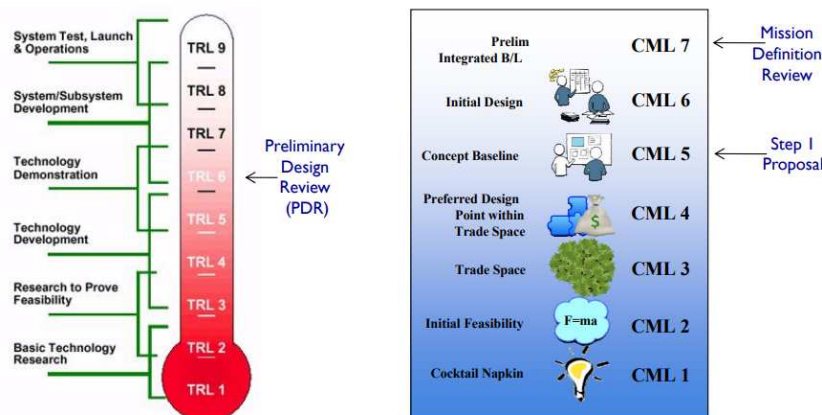 System Test, Launch
& Operations
System/Subsystem
Development
Technology
Demonstration
Technology
Development
Research to Prove
Feasibility
Basic Technology
Research
TRL 9
TRL 8
TRL 7
TRL 6
TRL 5
TRL 4
TRL 3
TRL 2
TRL 1
Preliminary
Design
Review
(PDR)
Prelim
Integrated B/L
CML 7
Initial Design
CML 6
Concept Baseline
CML 5
Preferred Design
Point within
Trade Space
$
CML 4
Trade Space
CML 3
Initial Feasibility
F=ma
CML 2
Cocktail Napkin
CML 1
Mission
Definition
Review
Step 1
Proposal